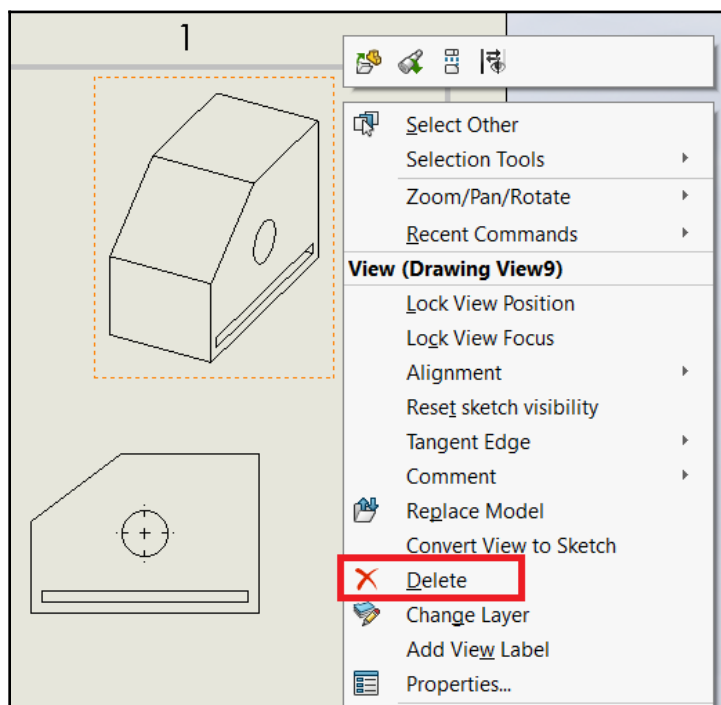 1
Select Other
Selection Tools
Zoom/Pan/Rotate
Recent Commands
View (Drawing View9)
Lock View Position
Lock View Focus
Alignment
Reset sketch visibility
Tangent Edge
Comment
Replace Model
Convert View to Sketch
Delete
Change Layer
Add View Label
Properties...